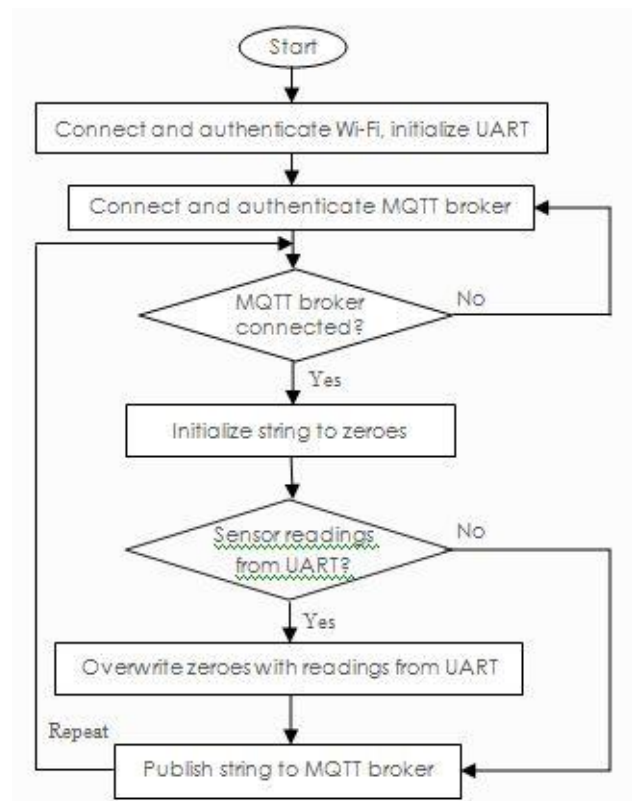 Start
Connect and authenticate Wi-Fi, initialize UART
Connect and authenticate MQTT broker
MQTT broker
connected?
No
Yes
Initialize string to zeroes
Sensor readings
from UART?
No
Yes
Overwrite zeroes with readings from UART
Repeat
Publish string to MQTT broker